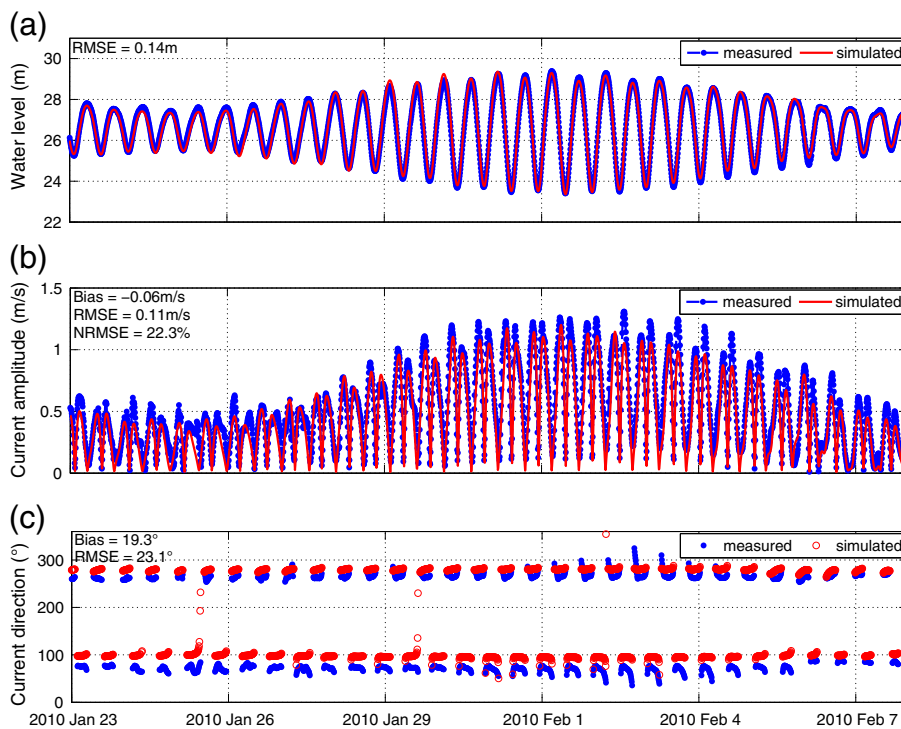 (a)
RMSE = 0.14m
measured simulated
30
28
26
24
22
Water level (m)
(b)
Bias = −0.06m/s
RMSE = 0.11m/s
NRMSE = 22.3%
measured simulated
1.5
1
0.5
0
Current amplitude (m/s)
(c)
Bias = 19.3°
RMSE = 23.1°
measured simulated
300
200
100
0
Current direction (°)
2010 Jan 23 2010 Jan 26 2010 Jan 29 2010 Feb 1 2010 Feb 4 2010 Feb 7